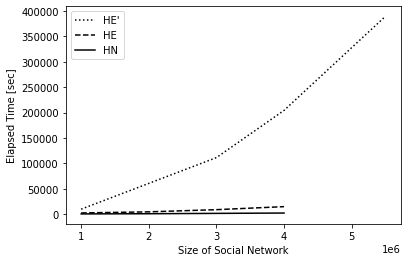 HE'
HE
HN
400000
350000
300000
250000
200000
150000
100000
50000
0
Elapsed Time [sec]
1 2 3 4 5
1e6
Size of Social Network